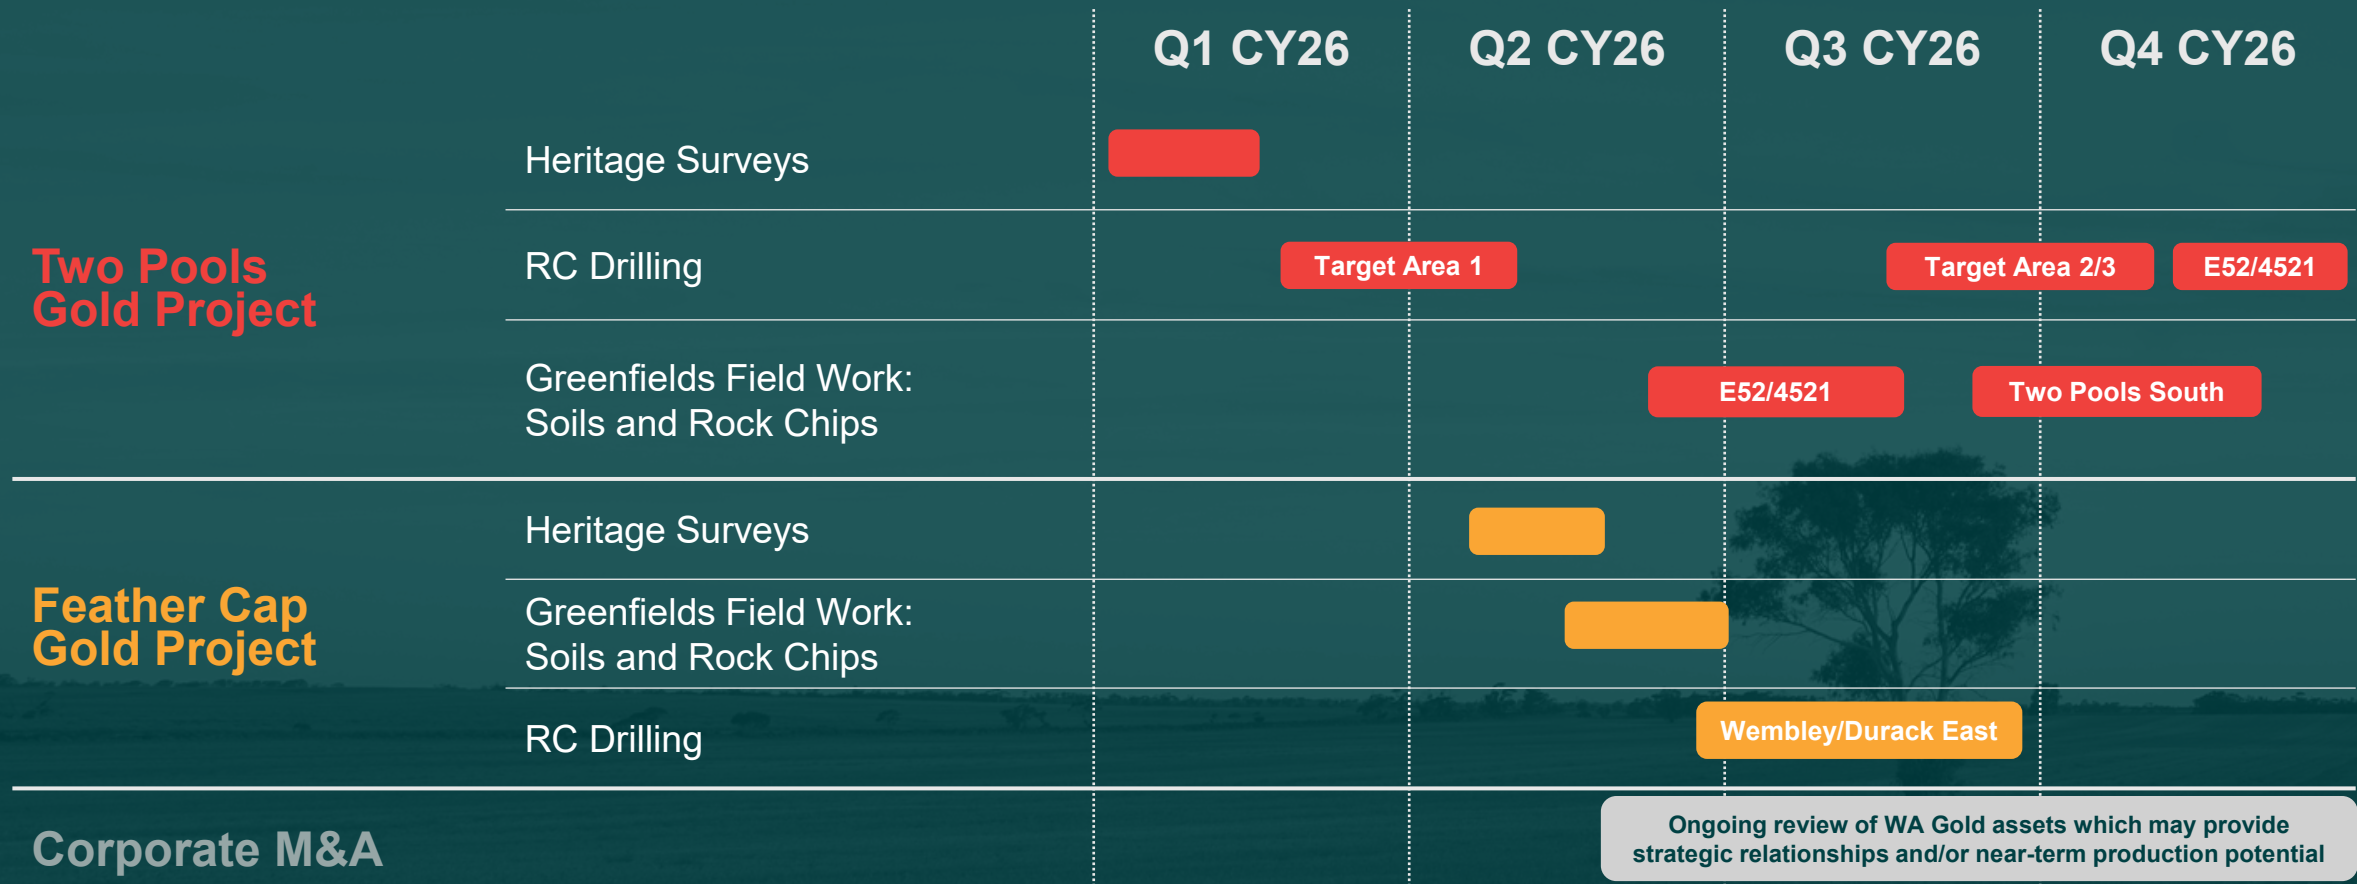 Q1 CY26
Q2 CY26
Q3 CY26
Q4 CY26
Two Pools
Gold Project
Heritage Surveys
RC Drilling
Target Area 1
Target Area 2/3
E52/4521
Greenfields Field Work:
Soils and Rock Chips
E52/4521
Two Pools South
Feather Cap
Gold Project
Heritage Surveys
Greenfields Field Work:
Soils and Rock Chips
RC Drilling
Wembley/Durack East
Corporate M&A
Ongoing review of WA Gold assets which may provide
strategic relationships and/or near-term production potential